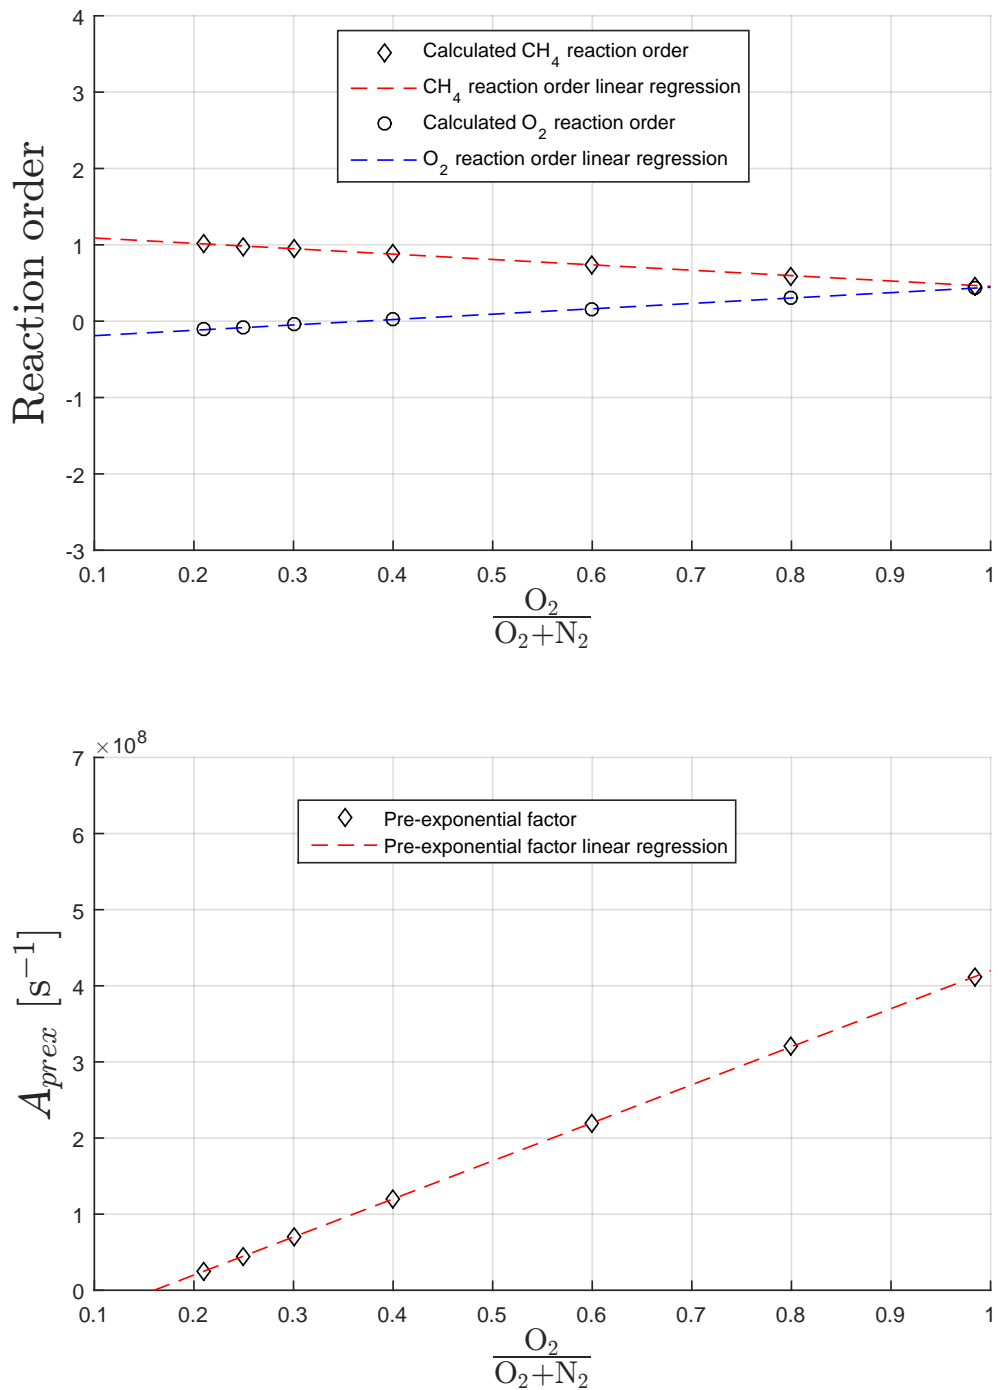 4
3
2
1
0
-1
-2
-3
Reaction order
Calculated CH4 reaction order
CH4 reaction order linear regression
Calculated O2 reaction order
O2 reaction order linear regression
0.1 0.2 0.3 0.4 0.5 0.6 0.7 0.8 0.9 1
O2
O2+N2
×10^8
7
6
5
4
3
2
1
0
A_prex [s^−1]
Pre-exponential factor
Pre-exponential factor linear regression
0.1 0.2 0.3 0.4 0.5 0.6 0.7 0.8 0.9 1
O2
O2+N2